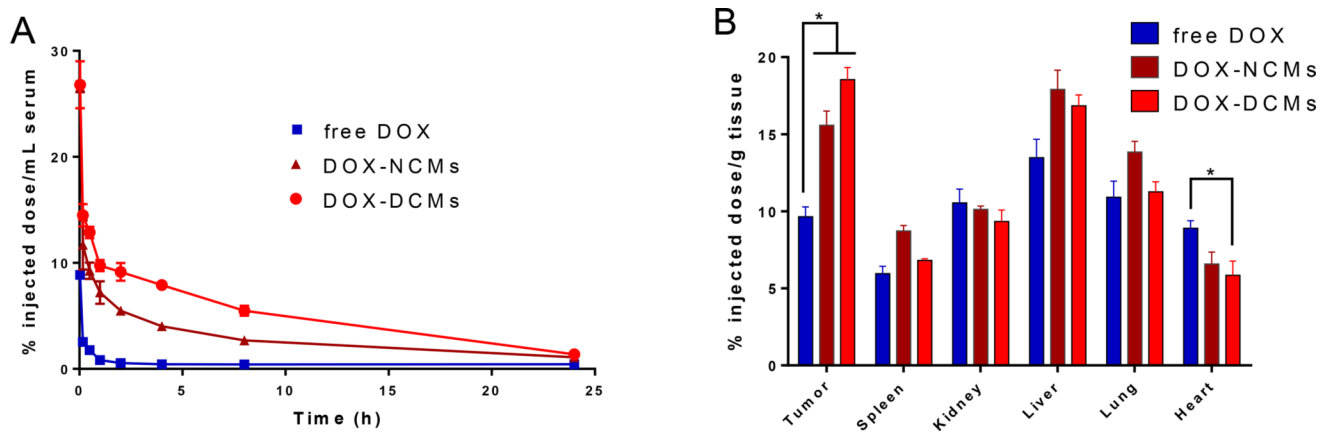 A
% injected dose/mL serum
30
20
10
0
0
5
10
15
20
25
Time (h)
free DOX
DOX-NCMs
DOX-DCMs
B
% injected dose/g tissue
20
15
10
5
0
*
*
free DOX
DOX-NCMs
DOX-DCMs
Tumor
Spleen
Kidney
Liver
Lung
Heart